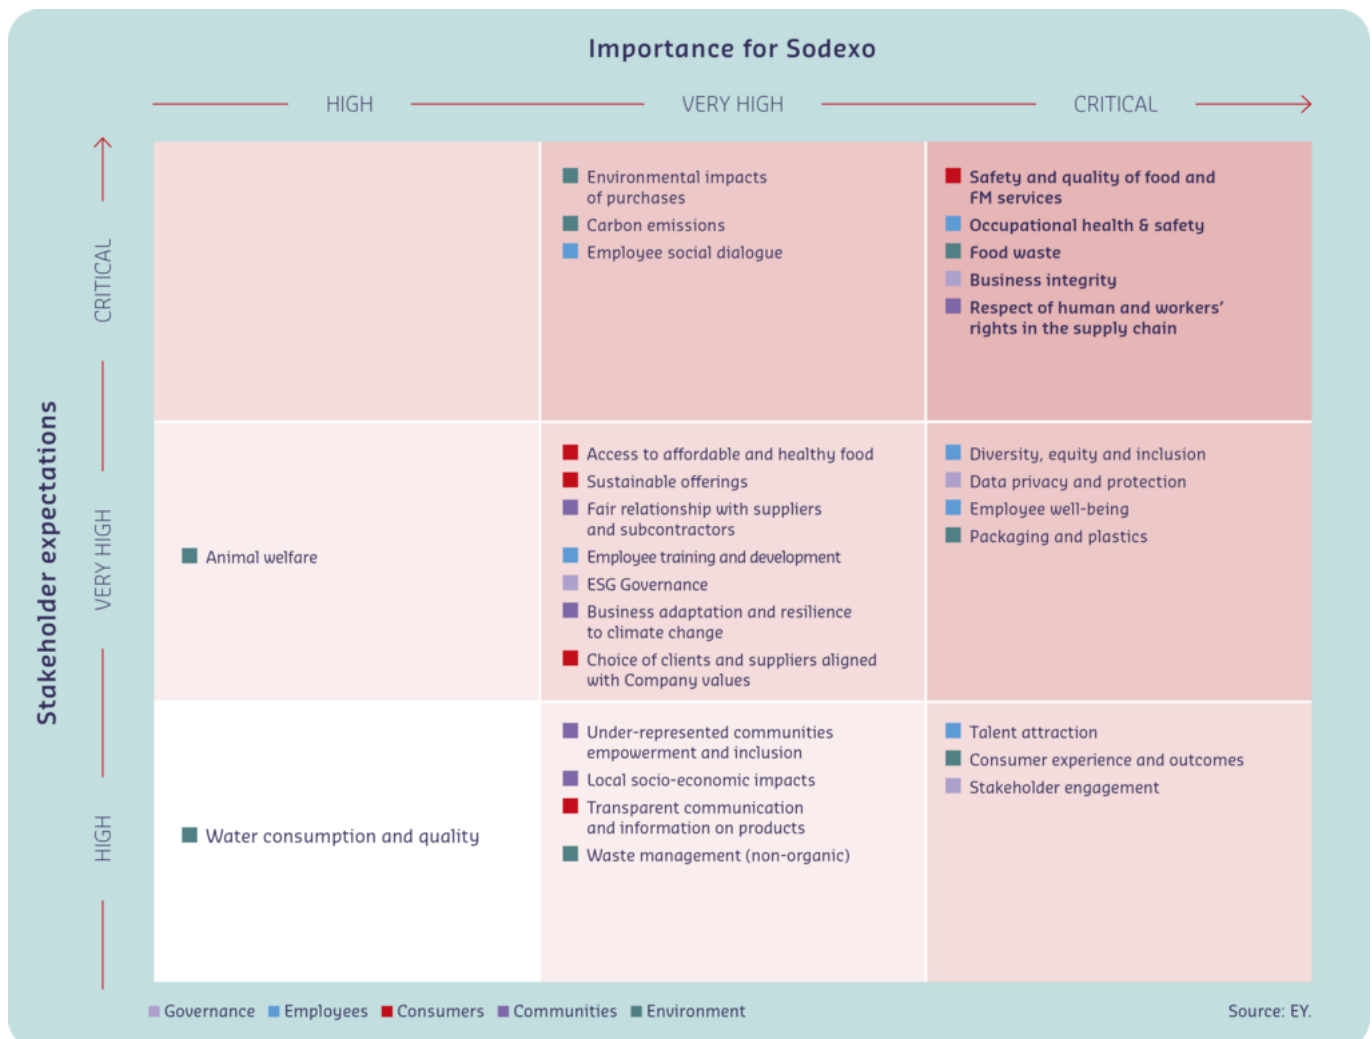 Importance for Sodexo
HIGH
VERY HIGH
CRITICAL
Stakeholder expectations
CRITICAL
VERY HIGH
HIGH
Environmental impacts
of purchases
Carbon emissions
Employee social dialogue
Safety and quality of food and
FM services
Occupational health & safety
Food waste
Business integrity
Respect of human and workers’
rights in the supply chain
Animal welfare
Access to affordable and healthy food
Sustainable offerings
Fair relationship with suppliers
and subcontractors
Employee training and development
ESG Governance
Business adaptation and resilience
to climate change
Choice of clients and suppliers aligned
with Company values
Diversity, equity and inclusion
Data privacy and protection
Employee well-being
Packaging and plastics
Water consumption and quality
Under-represented communities
empowerment and inclusion
Local socio-economic impacts
Transparent communication
and information on products
Waste management (non-organic)
Talent attraction
Consumer experience and outcomes
Stakeholder engagement
Governance Employees Consumers Communities Environment
Source: EY.